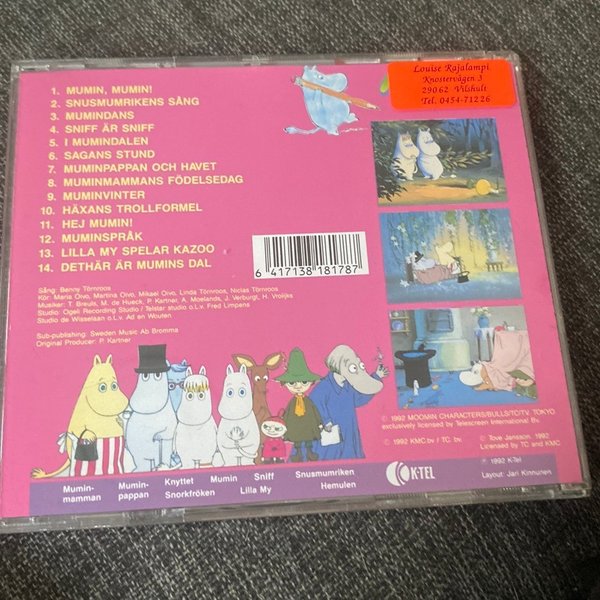 1. MUMIN, MUMIN!
2. SNUSMUMRIKENS SÅNG
3. MUMINDANS
4. SNIFF ÄR SNIFF
5. I MUMINDALEN
6. SAGANS STUND
7. MUMINPAPPAN OCH HAVET
8. MUMINMAMMANS FÖDELSEDAG
9. MUMINVINTER
10. HÄXANS TROLLFORMEL
11. HEJ MUMIN!
12. MUMINSPRÅK
13. LILLA MY SPELAR KAZOO
14. DETHÄR ÄR MUMINS DAL
Louise Rajalampi
Knostervägen 3
29062 Vilshult
Tel. 0454-71226
6 417138 181787
Sång: Benny Törnroos
Kör: Maria Oivo, Martina Oivo, Mikael Oivo, Linda Törnroos, Niclas Törnroos
Musiker: T. Breuls, M. de Hueck, P. Kartner, A. Moelands, J. Verburgt, H. Vrolijks
Studio: Ogeli Recording Studio / Telstar studio o.L.v. Fred Limpens
Studio de Wisselaan o.L.v. Ad en Wouten
Sub-publishing: Sweden Music Ab Bromma
Original Producer: P. Kartner
© 1992 MOOMIN CHARACTERS/BULLS/TC/TV, TOKYO
exclusively licensed by Telescreen International Bv.
© 1992 KMC bv / TC. bv.
© Tove Jansson. 1992
Licensed by TC and KMC
Mumin-
mamman
Mumin-
pappan
Knyttet
Snorkfröken
Mumin
Sniff
Lilla My
Snusmumriken
Hemulen
K-TEL
℗ 1992 K-Tel
Layout: Jari Kinnunen